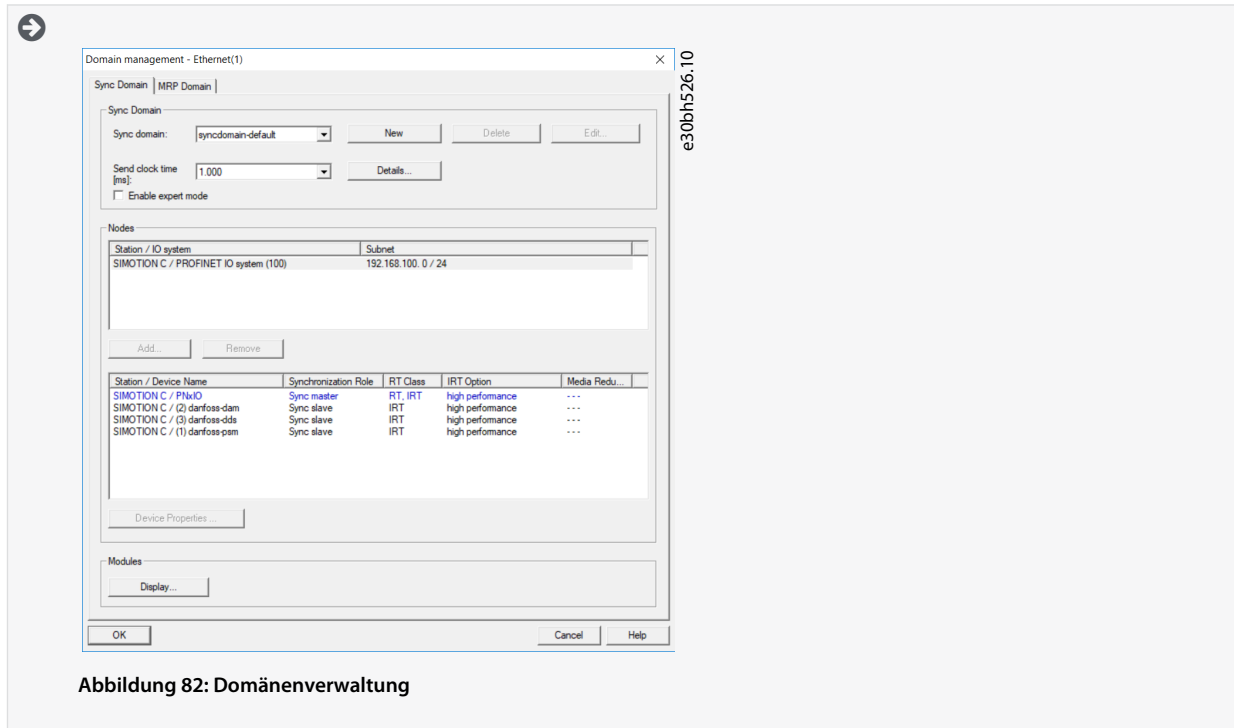 Domain management - Ethernet(1)
Sync Domain MRP Domain
Sync Domain
Sync domain: syncdomain-default New Delete Edit...
Send clock time
[ms]: 1.000 Details...
Enable expert mode
Nodes
Station / IO system Subnet
SIMOTION C / PROFINET IO system (100) 192.168.100. 0 / 24
Add... Remove
Station / Device Name Synchronization Role RT Class IRT Option Media Redu...
SIMOTION C / PNxIO Sync master RT, IRT high performance - - -
SIMOTION C / (2) danfoss-dam Sync slave IRT high performance - - -
SIMOTION C / (3) danfoss-dds Sync slave IRT high performance - - -
SIMOTION C / (1) danfoss-psm Sync slave IRT high performance - - -
Device Properties ...
Modules
Display...
OK Cancel Help
e30bh526.10
Abbildung 82: Domänenverwaltung